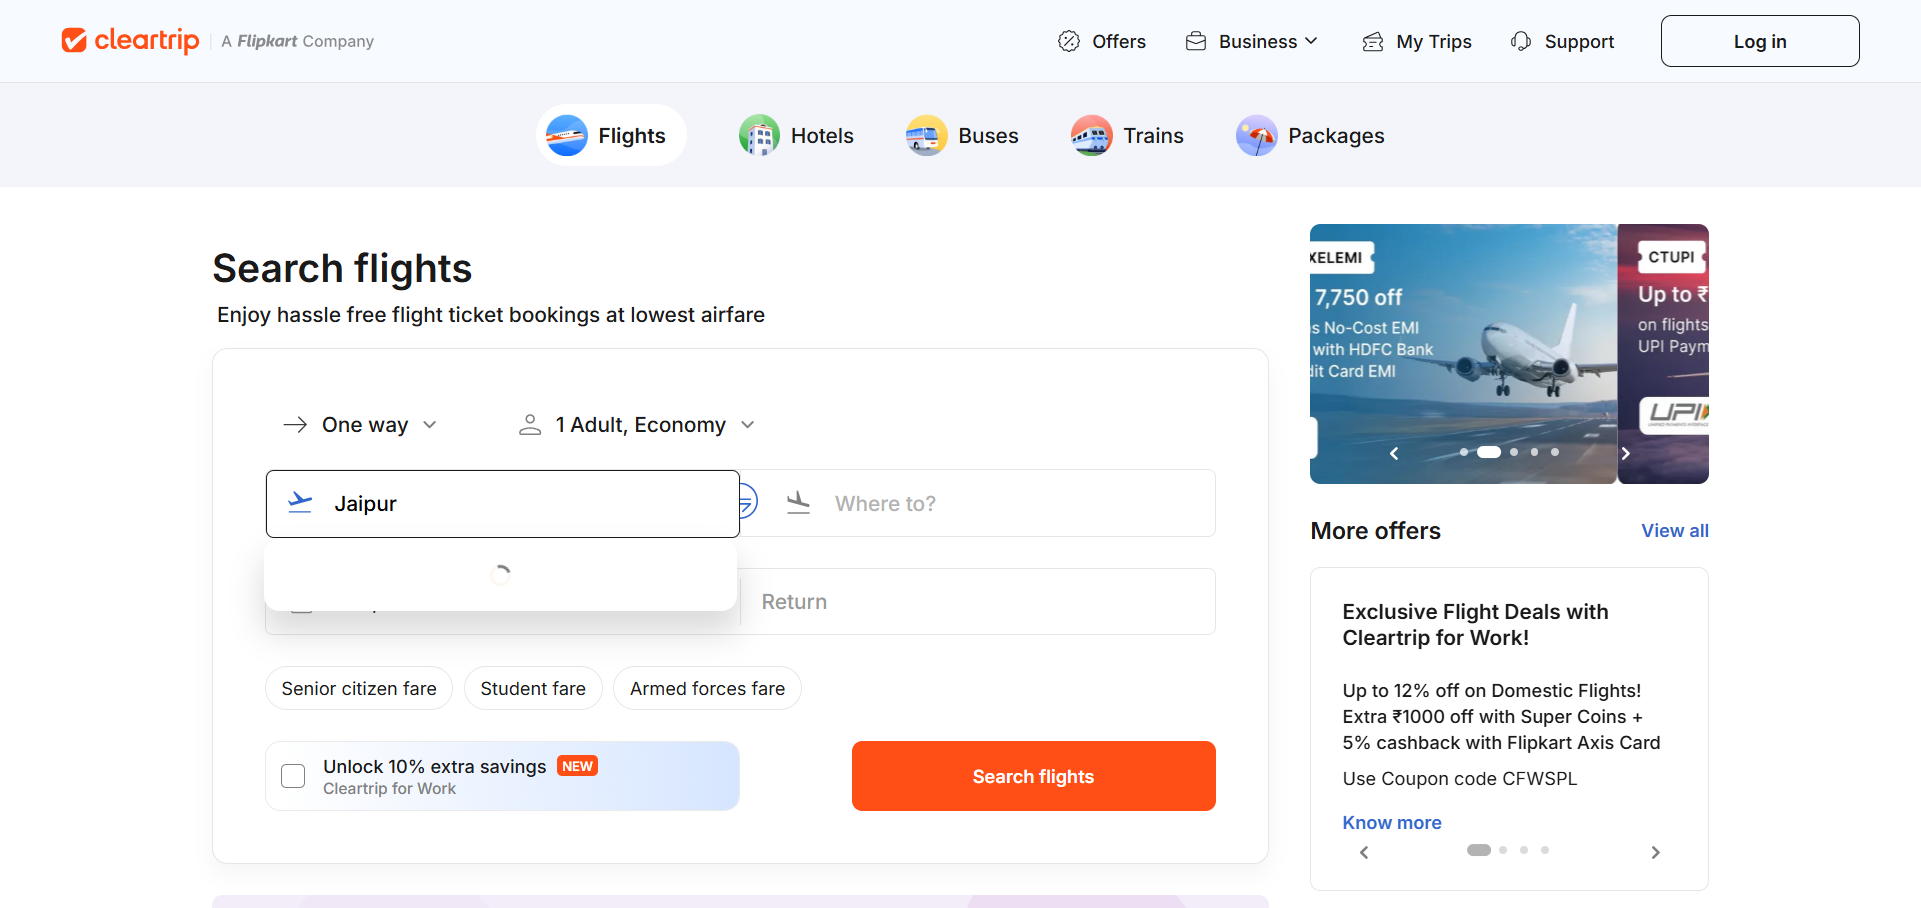 cleartrip
A Flipkart Company
Offers
Business
My Trips
Support
Log in
Flights
Hotels
Buses
Trains
Packages
Search flights
Enjoy hassle free flight ticket bookings at lowest airfare
One way
1 Adult, Economy
Jaipur
Where to?
Return
Senior citizen fare
Student fare
Armed forces fare
Unlock 10% extra savings NEW
Cleartrip for Work
Search flights
XELEMI
7,750 off
s No-Cost EMI
with HDFC Bank
dit Card EMI
CTUPI
Up to ₹
on flights
UPI Paym
UPI
More offers
View all
Exclusive Flight Deals with
Cleartrip for Work!
Up to 12% off on Domestic Flights!
Extra ₹1000 off with Super Coins +
5% cashback with Flipkart Axis Card
Use Coupon code CFWSPL
Know more